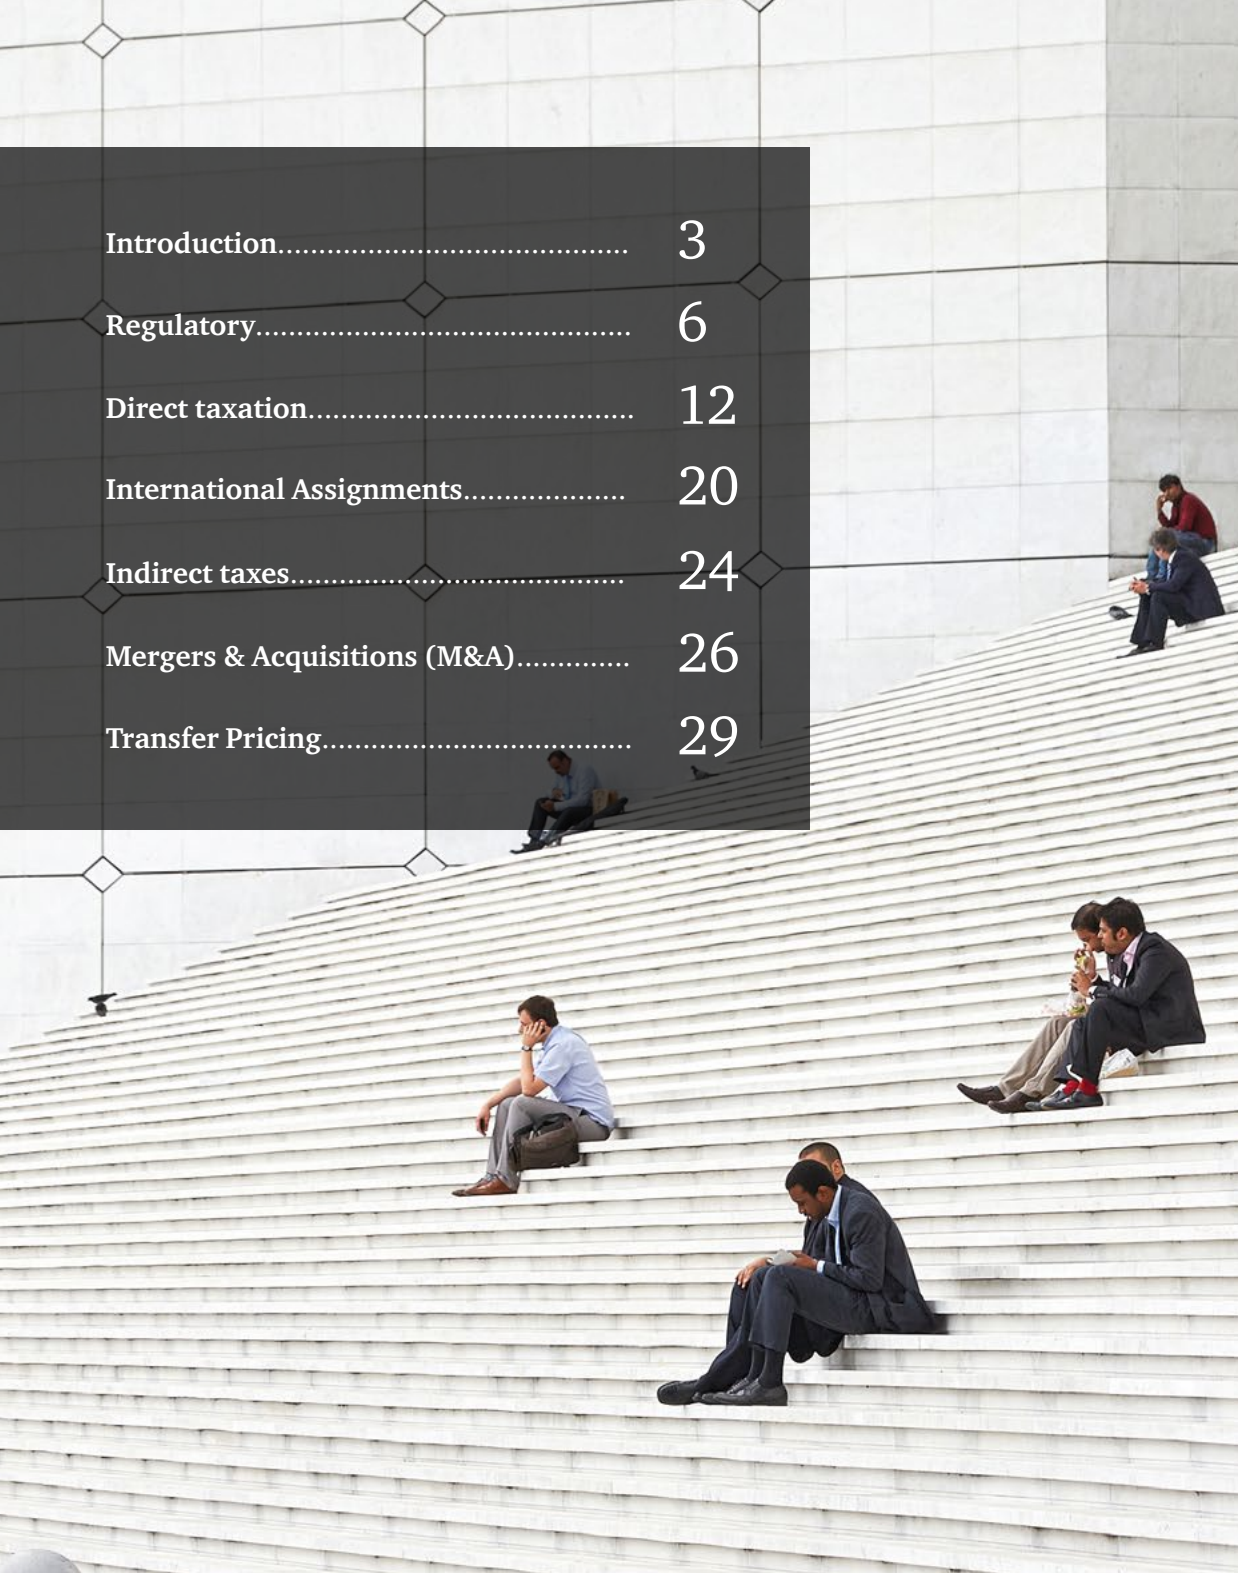 Introduction..........................................  3
Regulatory.............................................  6
Direct taxation.......................................  12
International Assignments....................  20
Indirect taxes........................................  24
Mergers & Acquisitions (M&A)..............  26
Transfer Pricing.....................................  29